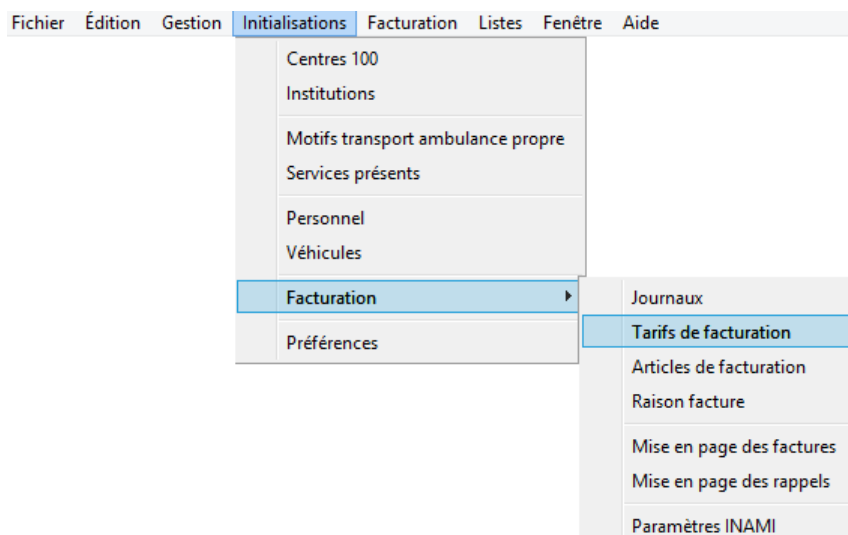 Fichier Édition Gestion Initialisations Facturation Listes Fenêtre Aide
Centres 100
Institutions
Motifs transport ambulance propre
Services présents
Personnel
Véhicules
Facturation
Préférences
Journaux
Tarifs de facturation
Articles de facturation
Raison facture
Mise en page des factures
Mise en page des rappels
Paramètres INAMI